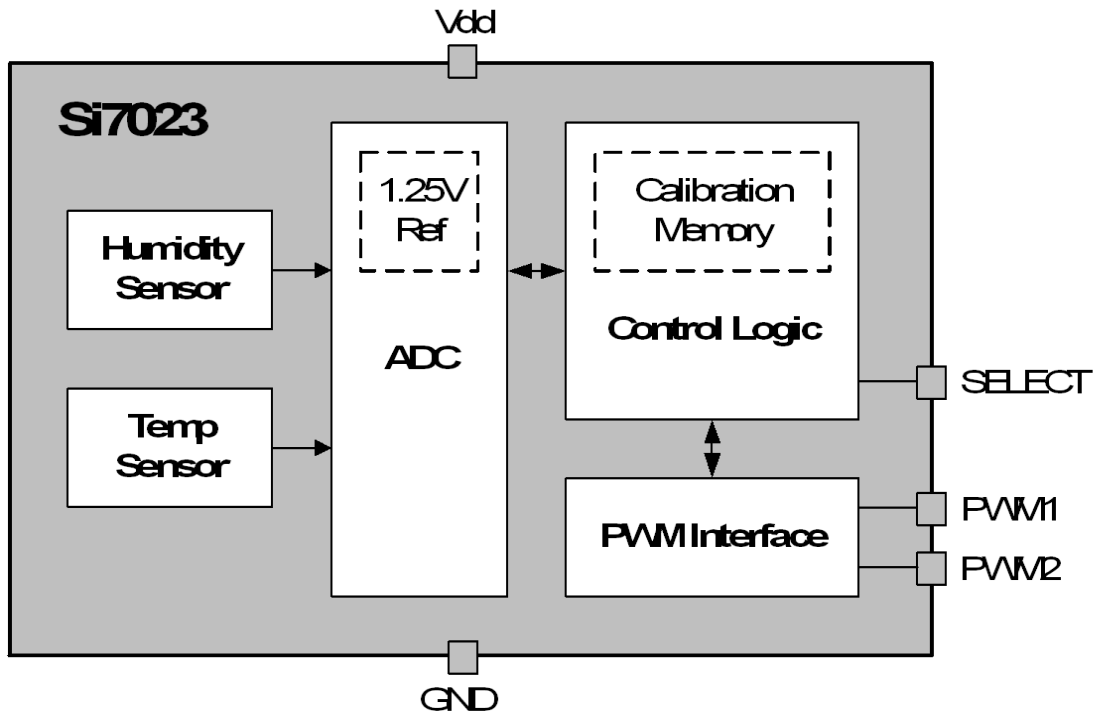 Vdd
Si7023
1.25V
Ref
Calibration
Memory
Humidity
Sensor
Control Logic
ADC
SELECT
Temp
Sensor
PWM Interface
PWM1
PWM2
GND